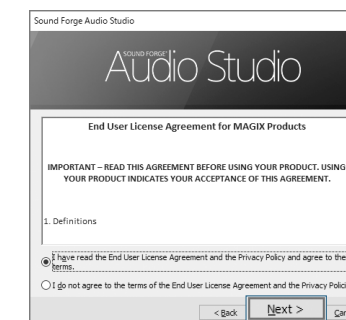 Sound Forge Audio Studio
SOUND FORGE®
Audio Studio
End User License Agreement for MAGIX Products
IMPORTANT – READ THIS AGREEMENT BEFORE USING YOUR PRODUCT. USING
YOUR PRODUCT INDICATES YOUR ACCEPTANCE OF THIS AGREEMENT.
1. Definitions
I have read the End User License Agreement and the Privacy Policy and agree to the
terms.
I do not agree to the terms of the End User License Agreement and the Privacy
< Back Next >